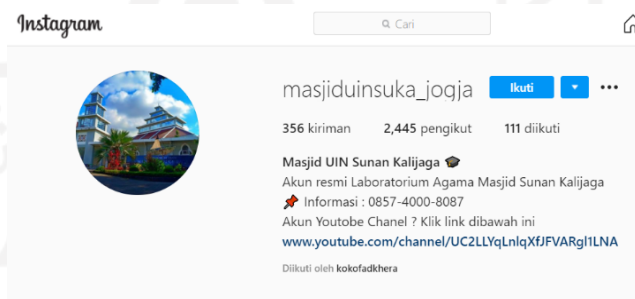 Instagram
Cari
masjiduinsuka_jogja Ikuti
356 kiriman 2,445 pengikut 111 diikuti
Masjid UIN Sunan Kalijaga 🎓
Akun resmi Laboratorium Agama Masjid Sunan Kalijaga
📌 Informasi : 0857-4000-8087
Akun Youtobe Chanel ? Klik link dibawah ini
www.youtube.com/channel/UC2LLYqLnlqXfJFVARgl1LNA
Diikuti oleh kokofadkhera